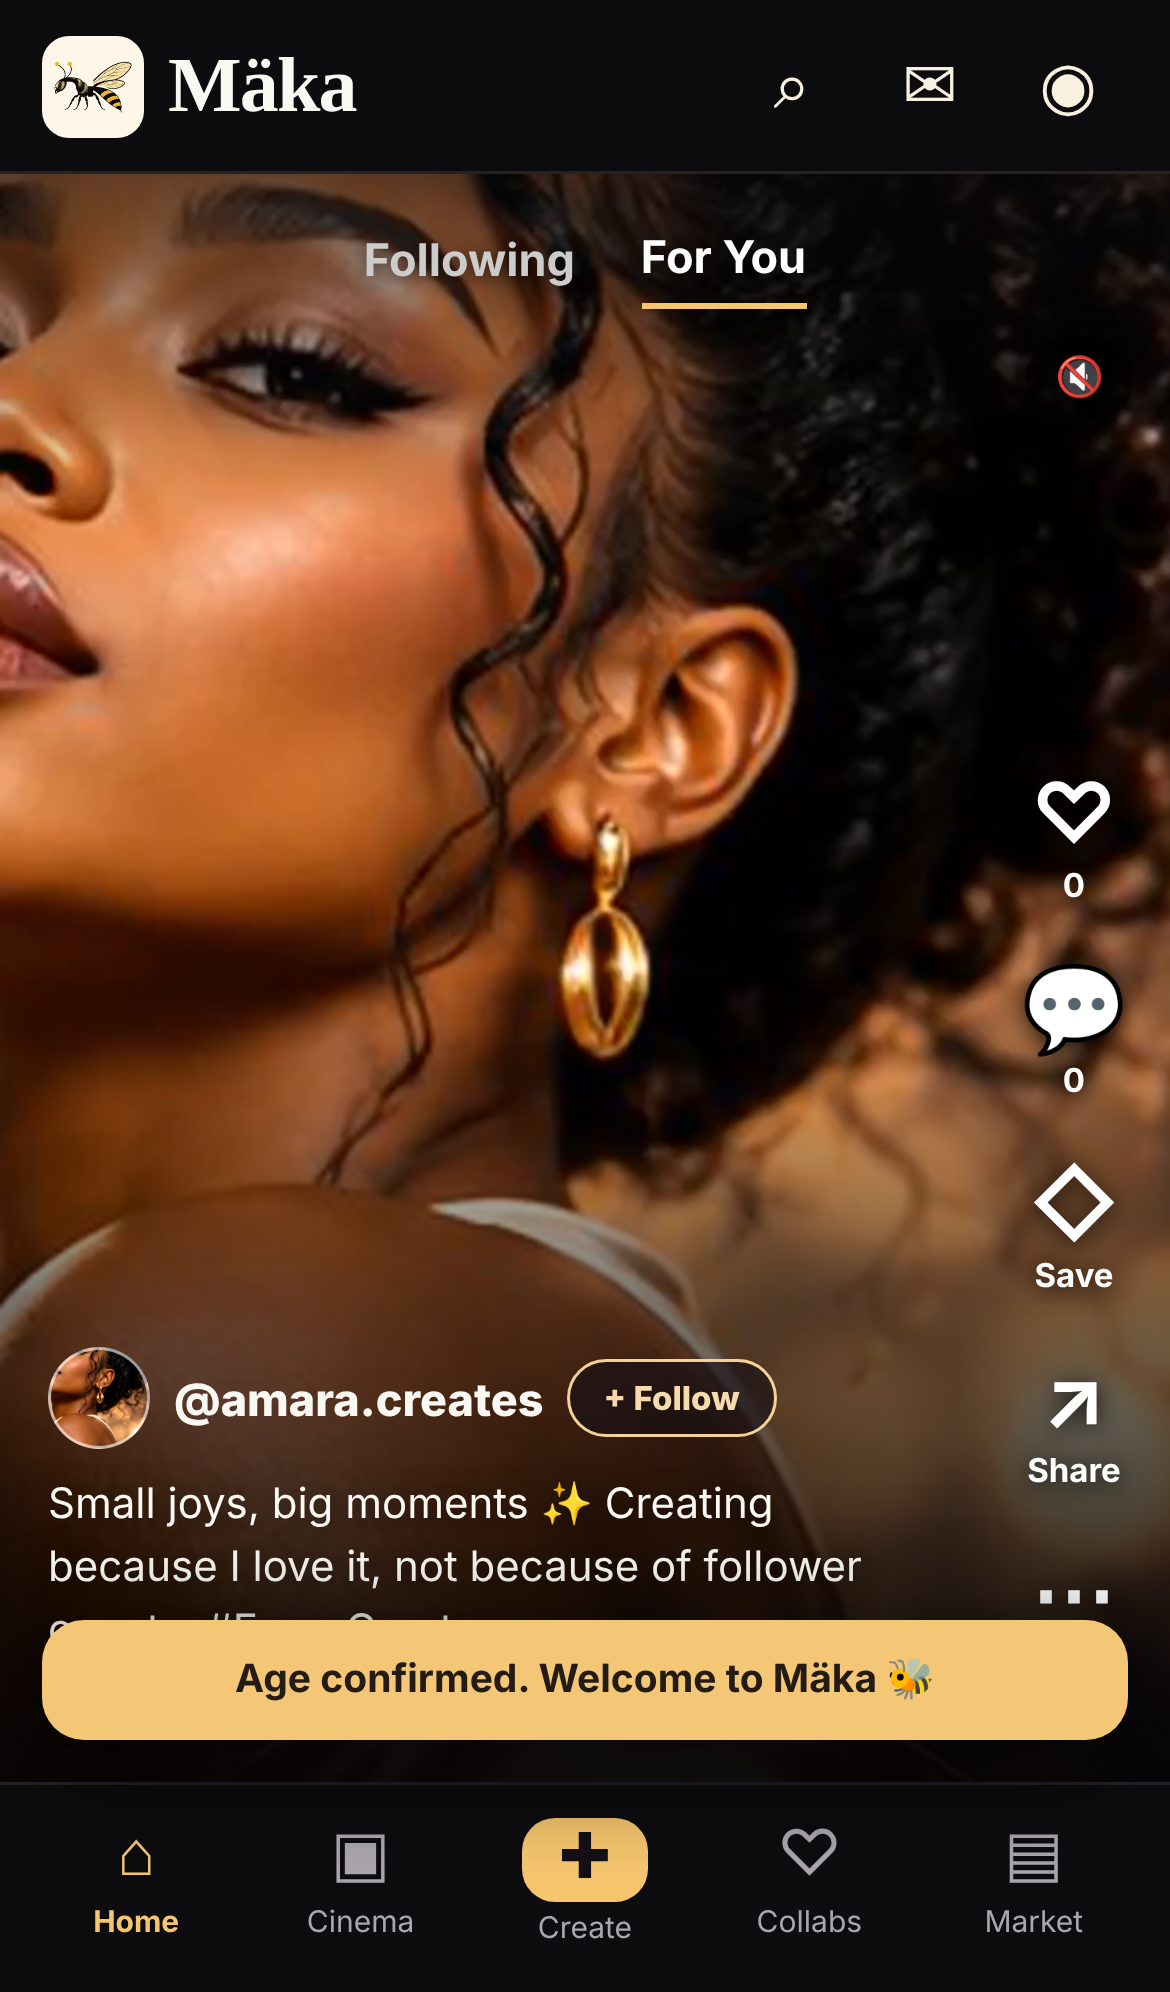 Mäka
Following
For You
0
0
Save
@amara.creates
+ Follow
Share
Small joys, big moments ✨ Creating
because I love it, not because of follower
Age confirmed. Welcome to Mäka 🐝
Home
Cinema
Create
Collabs
Market